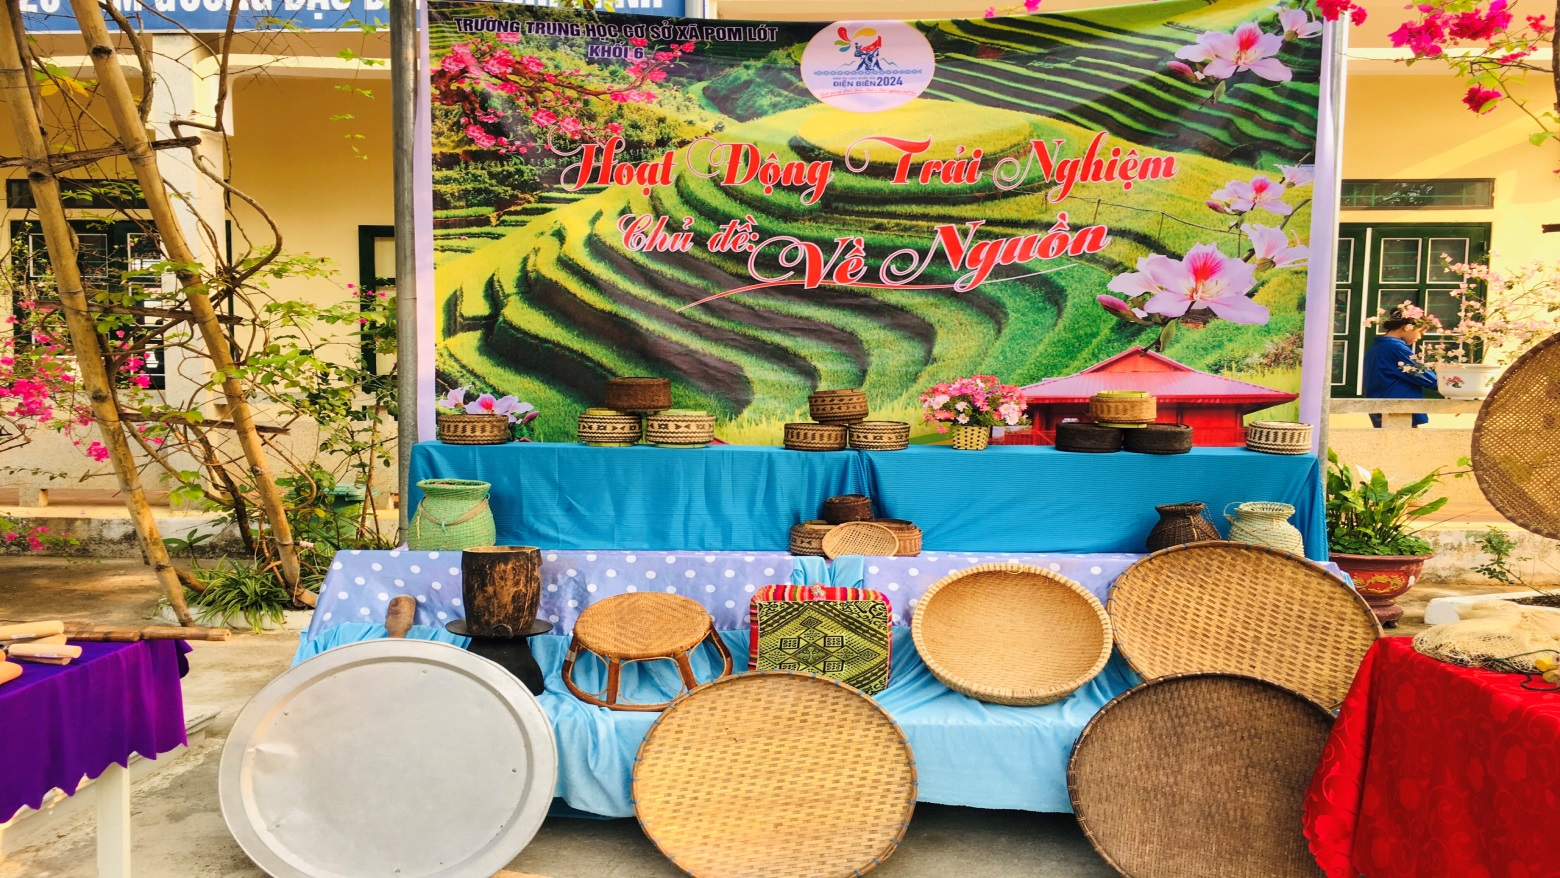 TRƯỜNG TRUNG HỌC CƠ SỞ XÃ POM LÓT
KHỐI 6
ĐIỆN BIÊN 2024
Hoạt Động Trải Nghiệm
Chủ đề: Về Nguồn